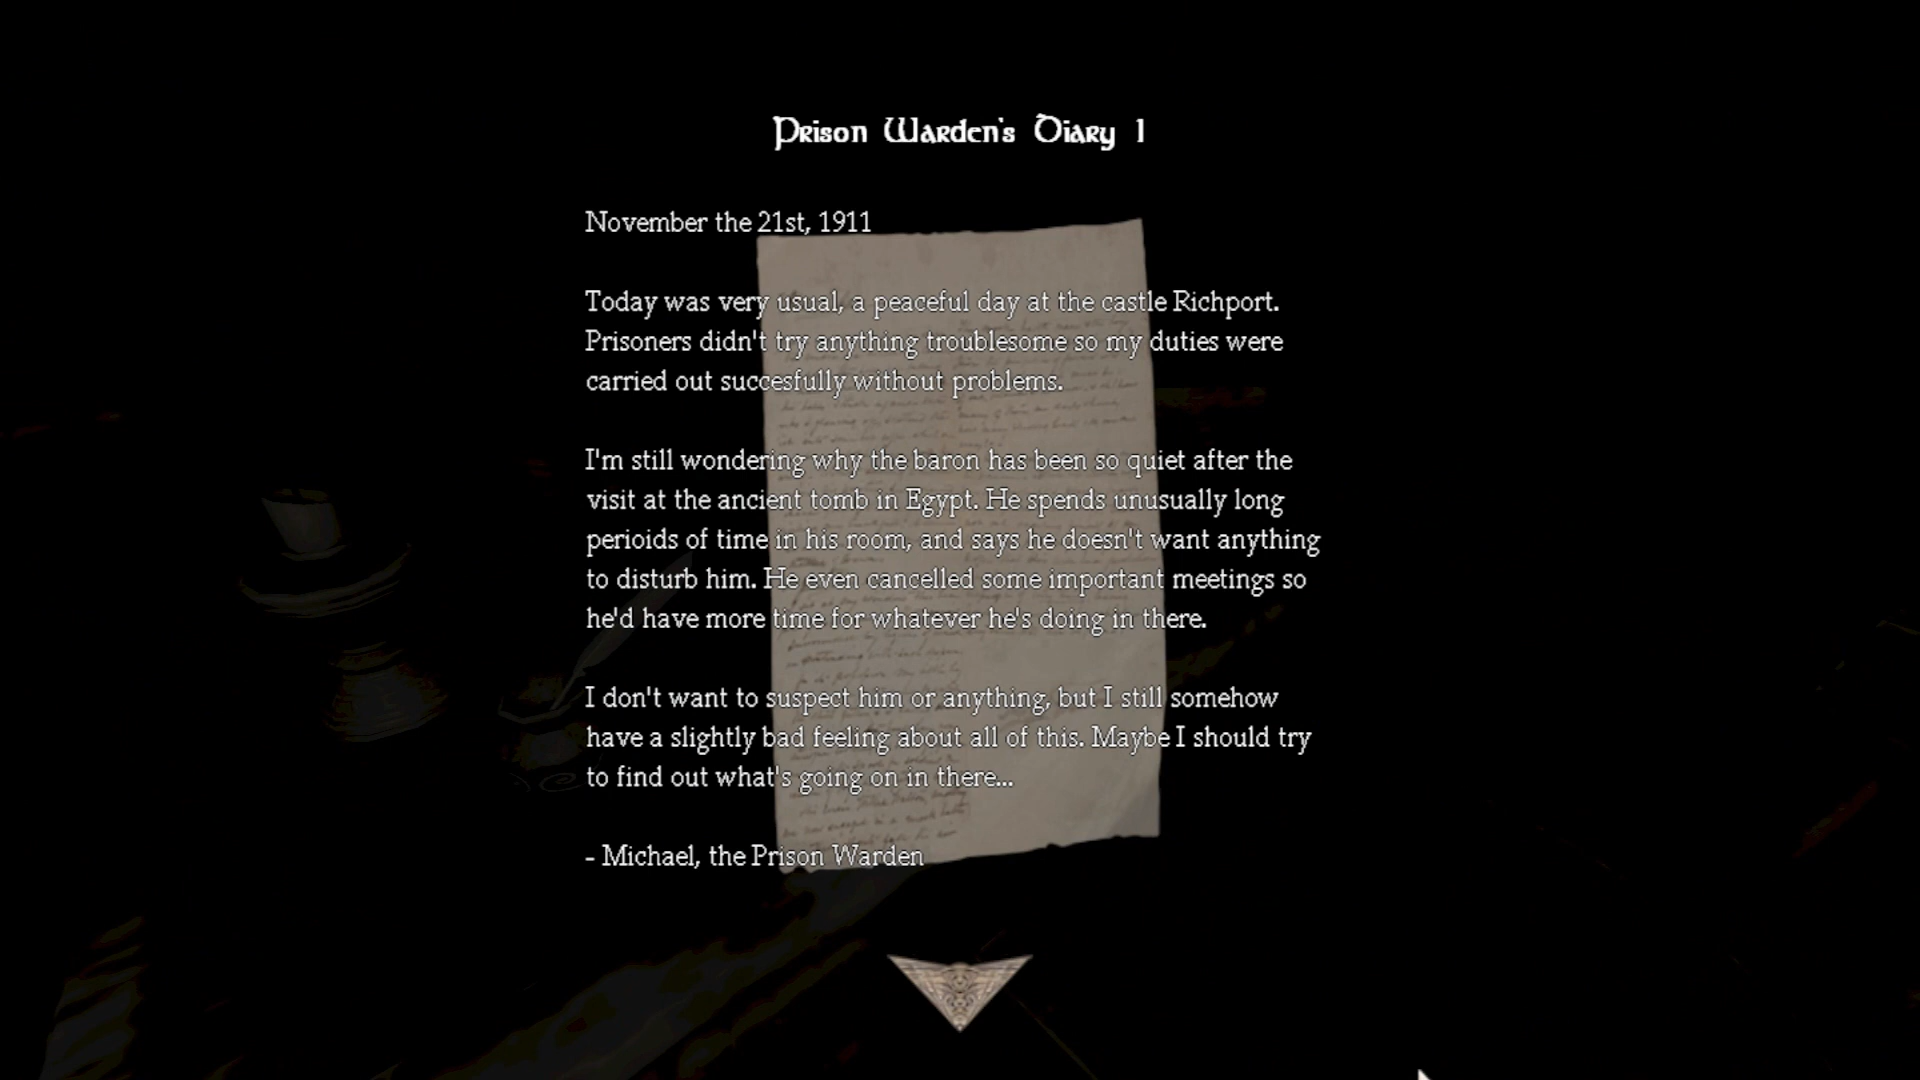 Prison Warden's Diary 1
November the 21st, 1911
Today was very usual, a peaceful day at the castle Richport.
Prisoners didn't try anything troublesome so my duties were
carried out succesfully without problems.
I'm still wondering why the baron has been so quiet after the
visit at the ancient tomb in Egypt. He spends unusually long
perioids of time in his room, and says he doesn't want anything
to disturb him. He even cancelled some important meetings so
he'd have more time for whatever he's doing in there.
I don't want to suspect him or anything, but I still somehow
have a slightly bad feeling about all of this. Maybe I should try
to find out what's going on in there...
- Michael, the Prison Warden